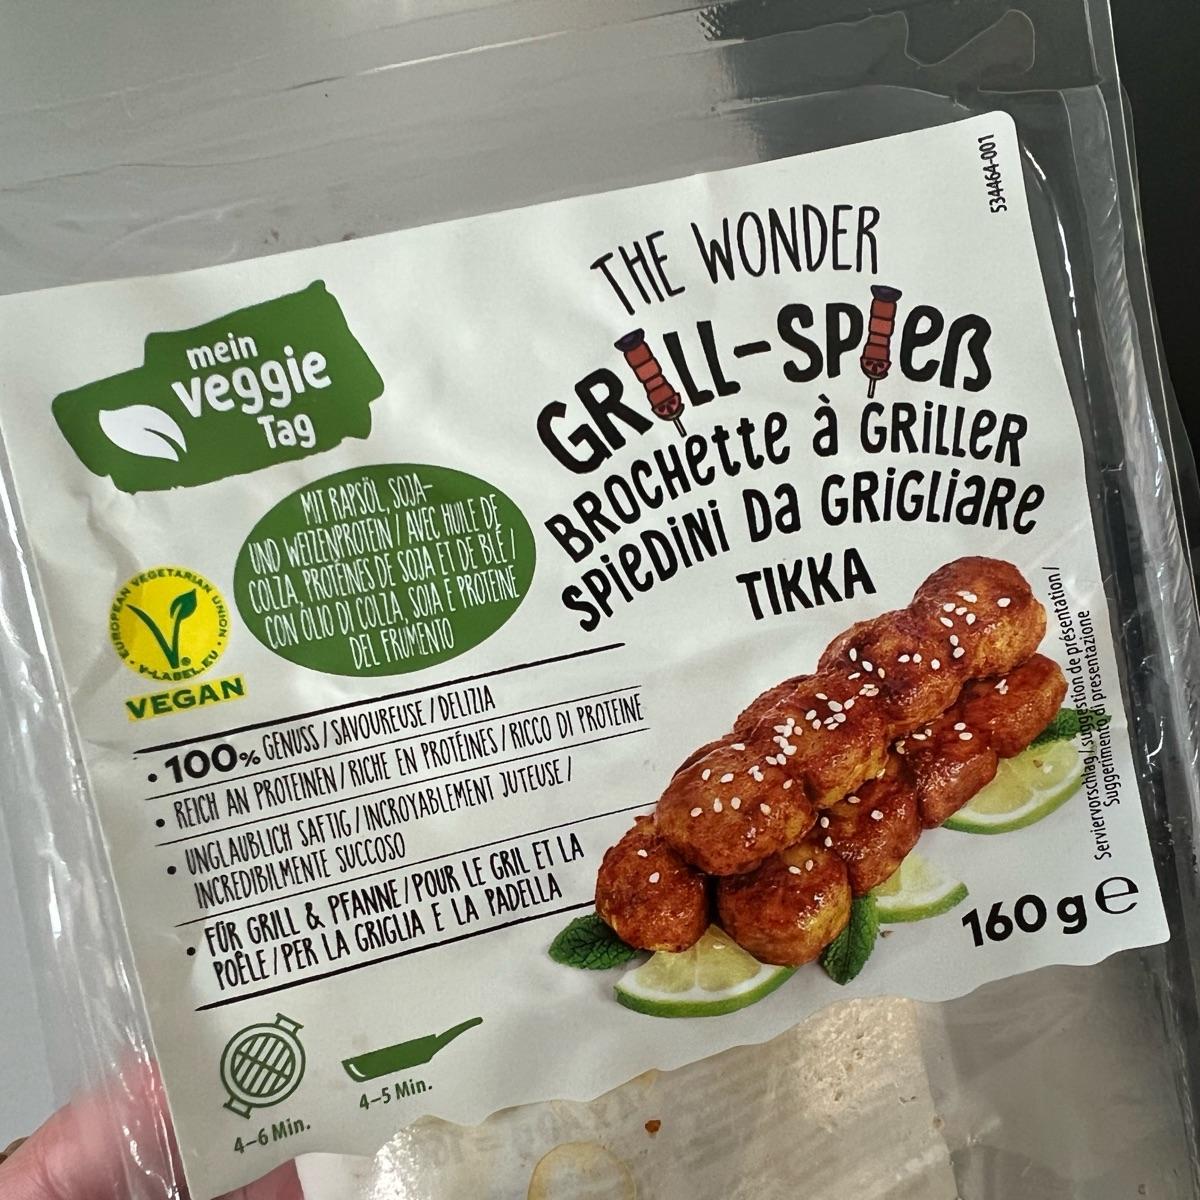 534464-001
THE WONDER
GRILL-SPieß
BROCHette à GRiLLeR
SPieDiNi Da GRiGLiaRe
TIKKA
mein
veggie
Tag
MIT RAPSÖL, SOJA-
UND WEIZENPROTEIN / AVEC HUILE DE
COLZA, PROTÉINES DE SOJA ET DE BLÉ /
CON OLIO DI COLZA, SOIA E PROTEINE
DEL FRUMENTO
EUROPEAN VEGETARIAN UNION
V-LABEL.EU
VEGAN
• 100% GENUSS / SAVOUREUSE / DELIZIA
• REICH AN PROTEINEN / RICHE EN PROTÉINES / RICCO DI PROTEINE
• UNGLAUBLICH SAFTIG / INCROYABLEMENT JUTEUSE /
INCREDIBILMENTE SUCCOSO
• FÜR GRILL & PFANNE / POUR LE GRIL ET LA
POÊLE / PER LA GRIGLIA E LA PADELLA
4–6 Min.
4–5 Min.
Serviervorschlag / suggestion de présentation /
Suggerimento di presentazione
160 g e